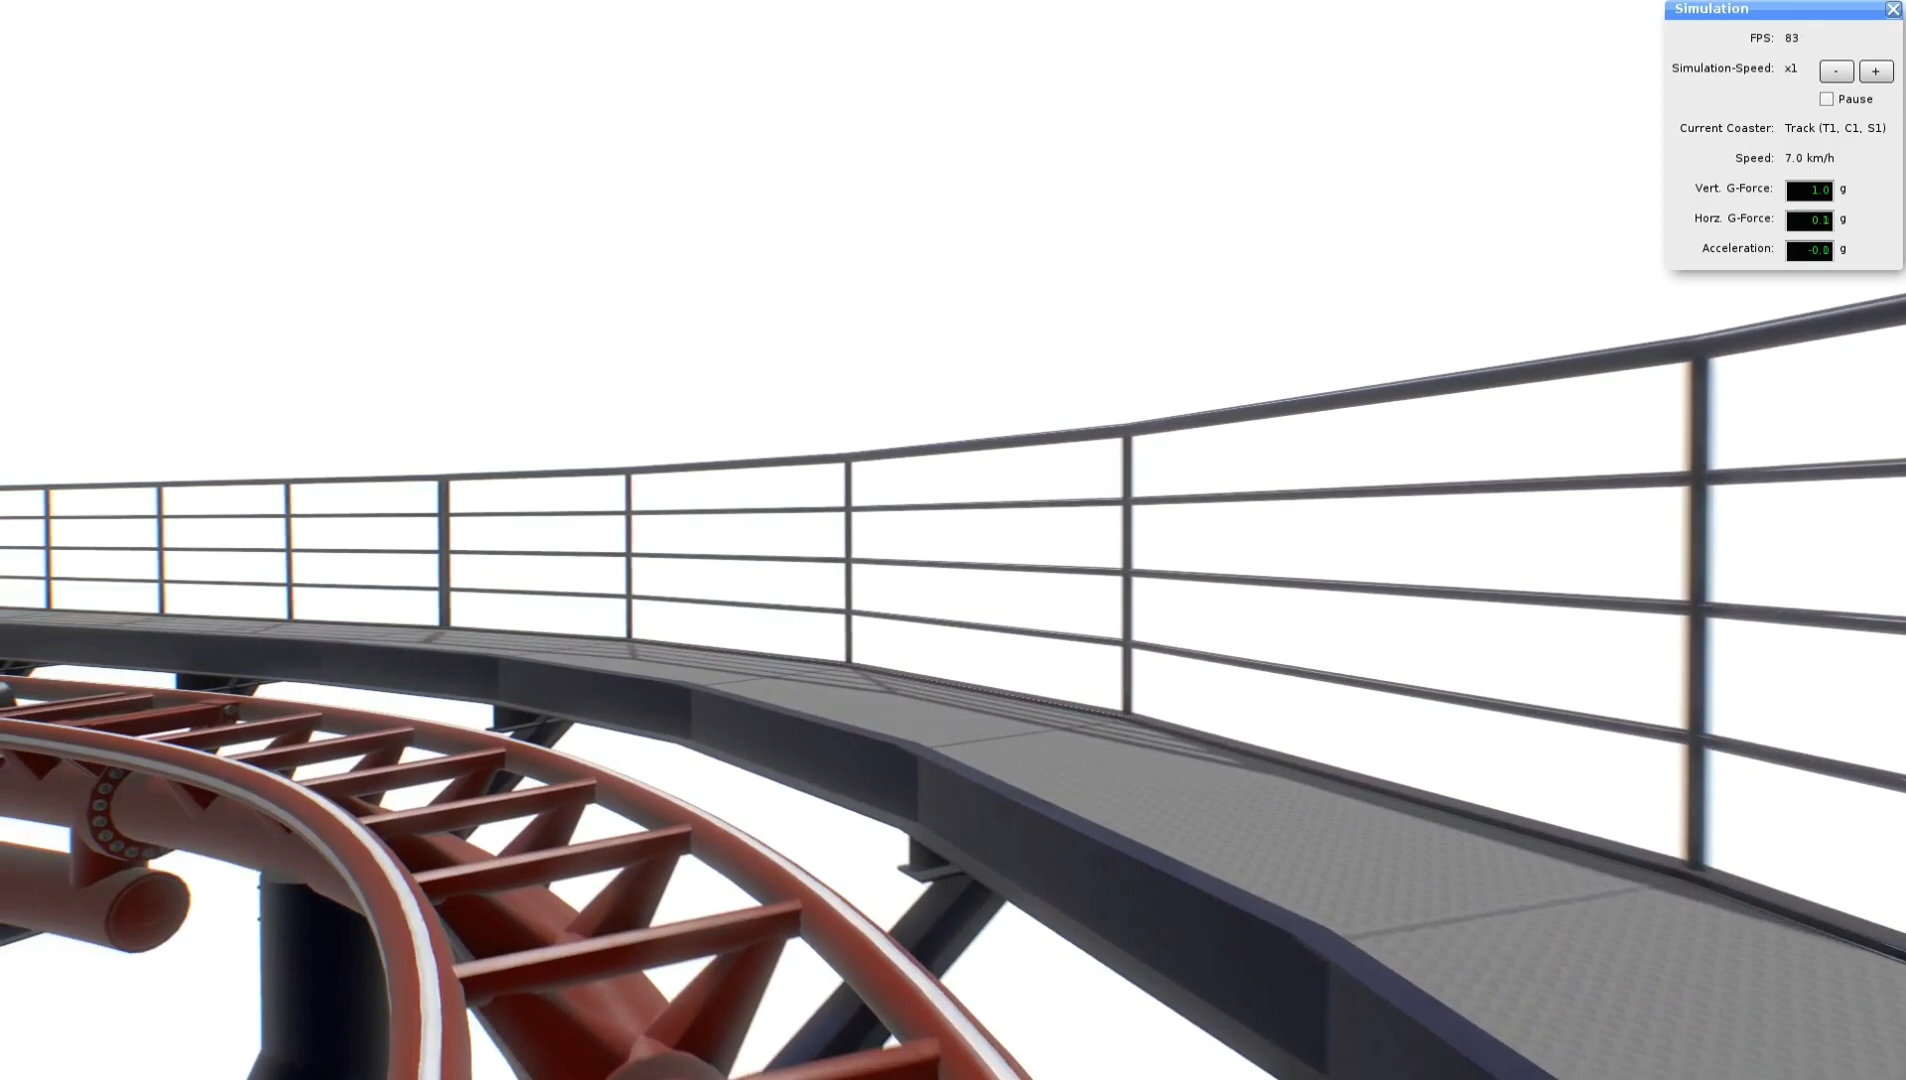 Simulation
FPS: 83
Simulation-Speed: x1 - +
Pause
Current Coaster: Track (T1, C1, S1)
Speed: 7.0 km/h
Vert. G-Force: 1.0 g
Horz. G-Force: 0.1 g
Acceleration: -0.0 g